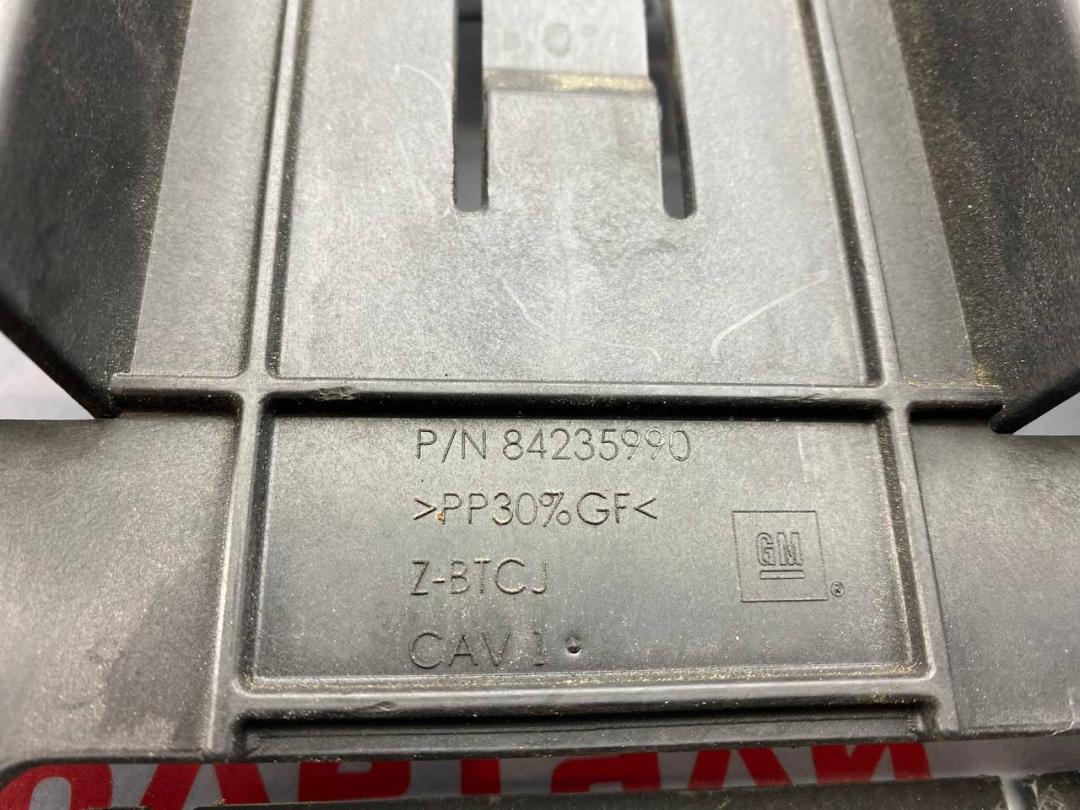 P/N 84235990
>PP30%GF<
Z-BTCJ
GM ®
CAV 1